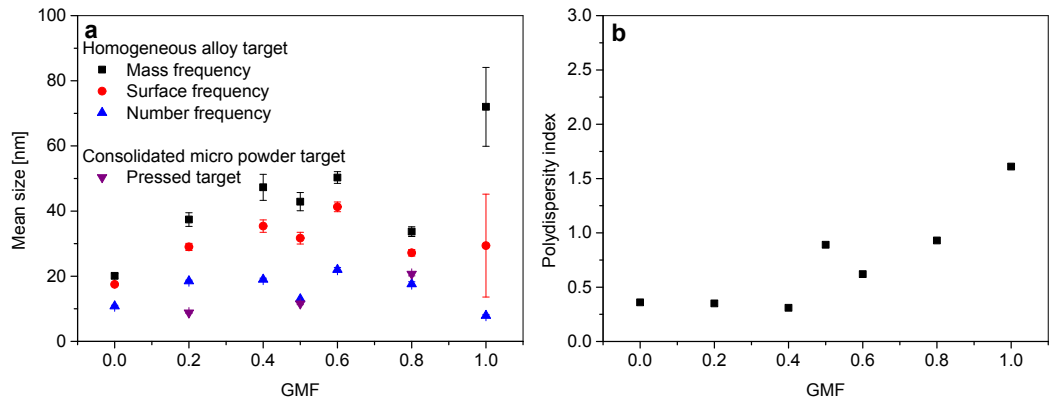 a
Homogeneous alloy target
Mass frequency
Surface frequency
Number frequency
Consolidated micro powder target
Pressed target
Mean size [nm]
100
80
60
40
20
0
0.0 0.2 0.4 0.6 0.8 1.0
GMF
b
Polydispersity index
3.0
2.5
2.0
1.5
1.0
0.5
0.0
0.0 0.2 0.4 0.6 0.8 1.0
GMF